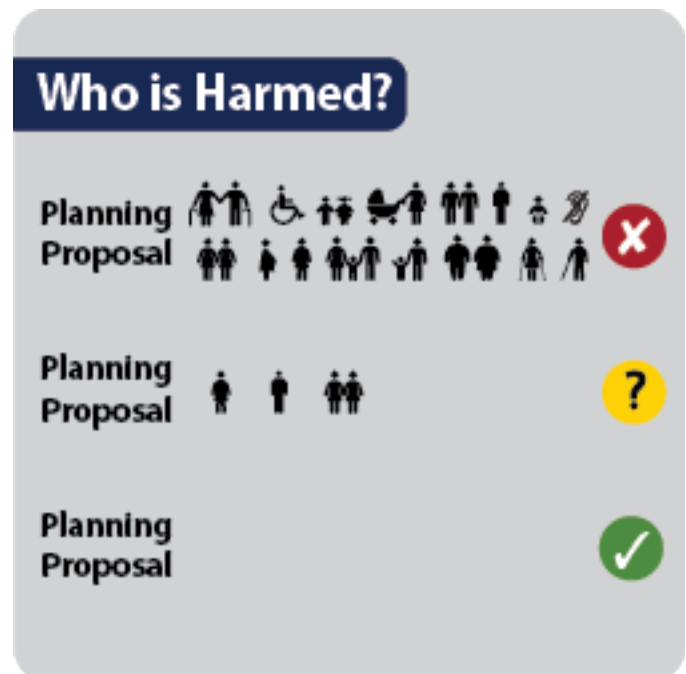 Who is Harmed?
Planning
Proposal
Planning
Proposal
?
Planning
Proposal